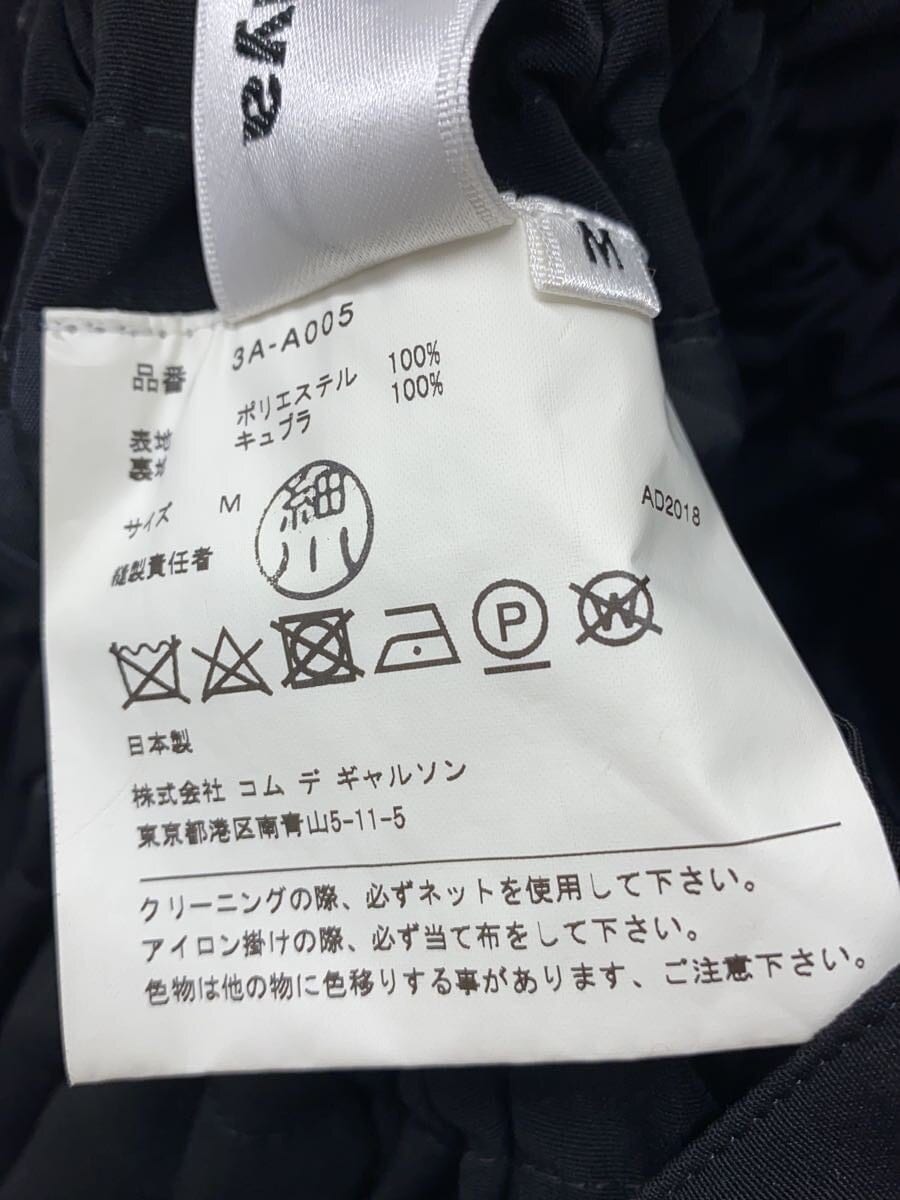 ya
M
品番 3A-A005
表地 ポリエステル 100%
裏地 キュプラ 100%
サイズ M
縫製責任者 細川
AD2018
P
W
日本製
株式会社 コム デ ギャルソン
東京都港区南青山5-11-5
クリーニングの際、必ずネットを使用して下さい。
アイロン掛けの際、必ず当て布をして下さい。
色物は他の物に色移りする事があります、ご注意下さい。